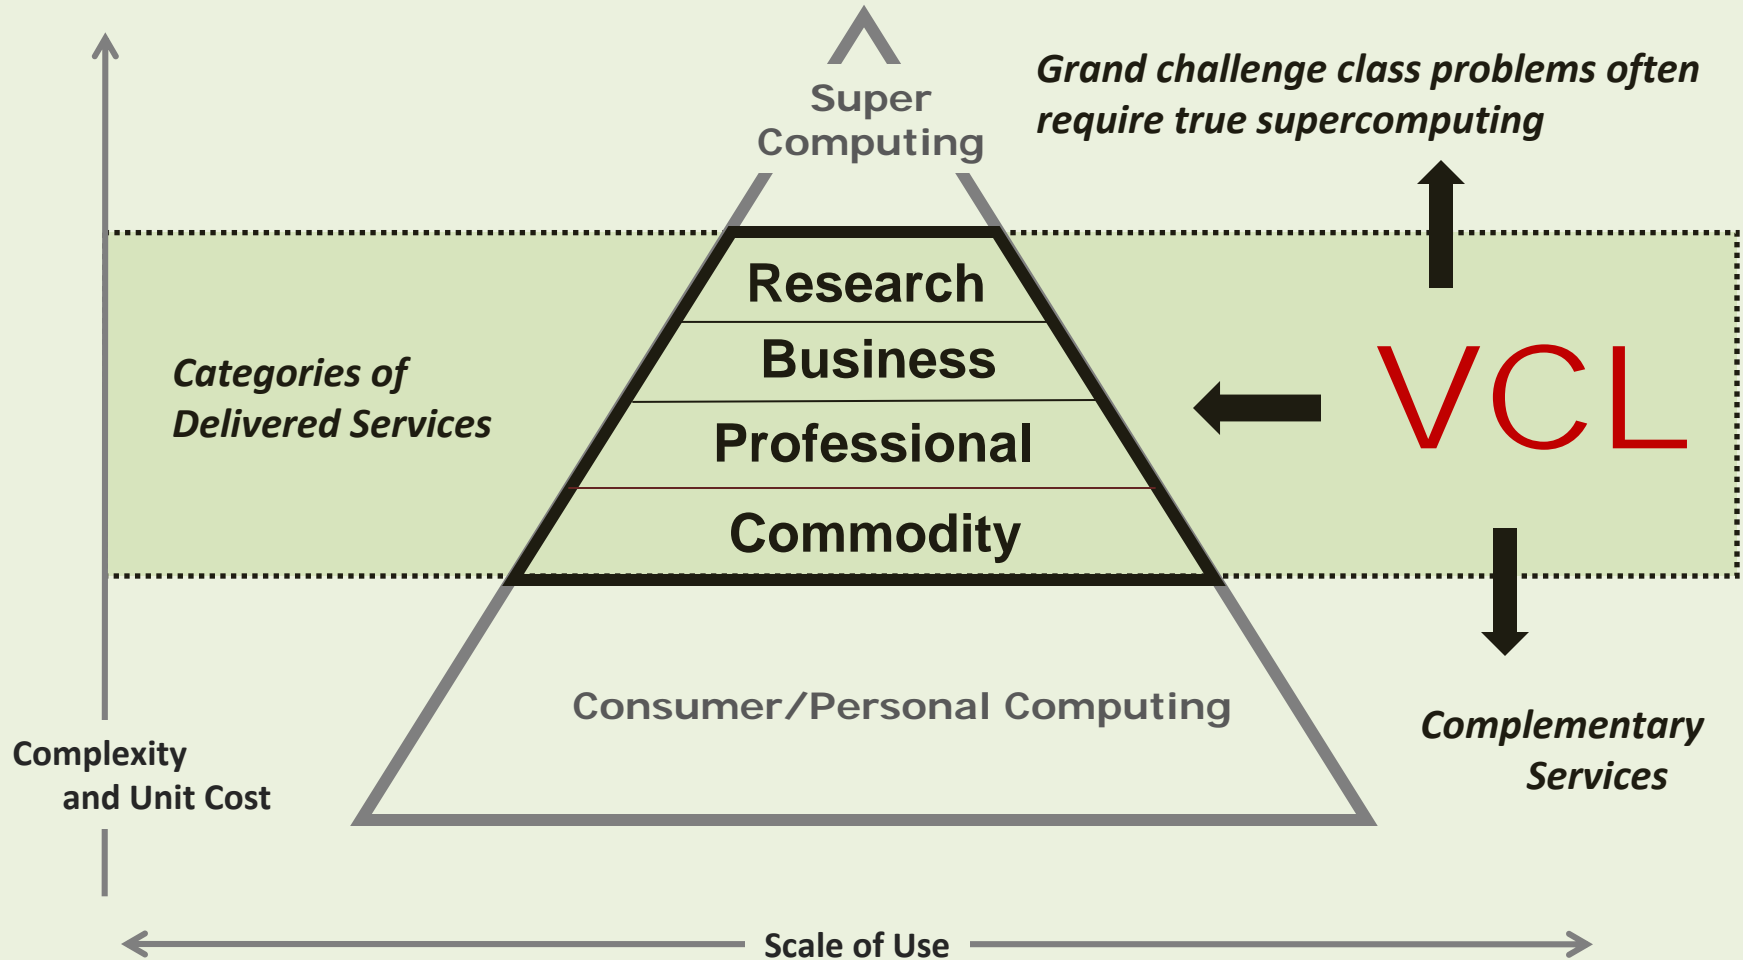 Super
Computing
Grand challenge class problems often
require true supercomputing
Research
Business
Professional
Commodity
Categories of
Delivered Services
VCL
Consumer/Personal Computing
Complementary
Services
Complexity
and Unit Cost
Scale of Use